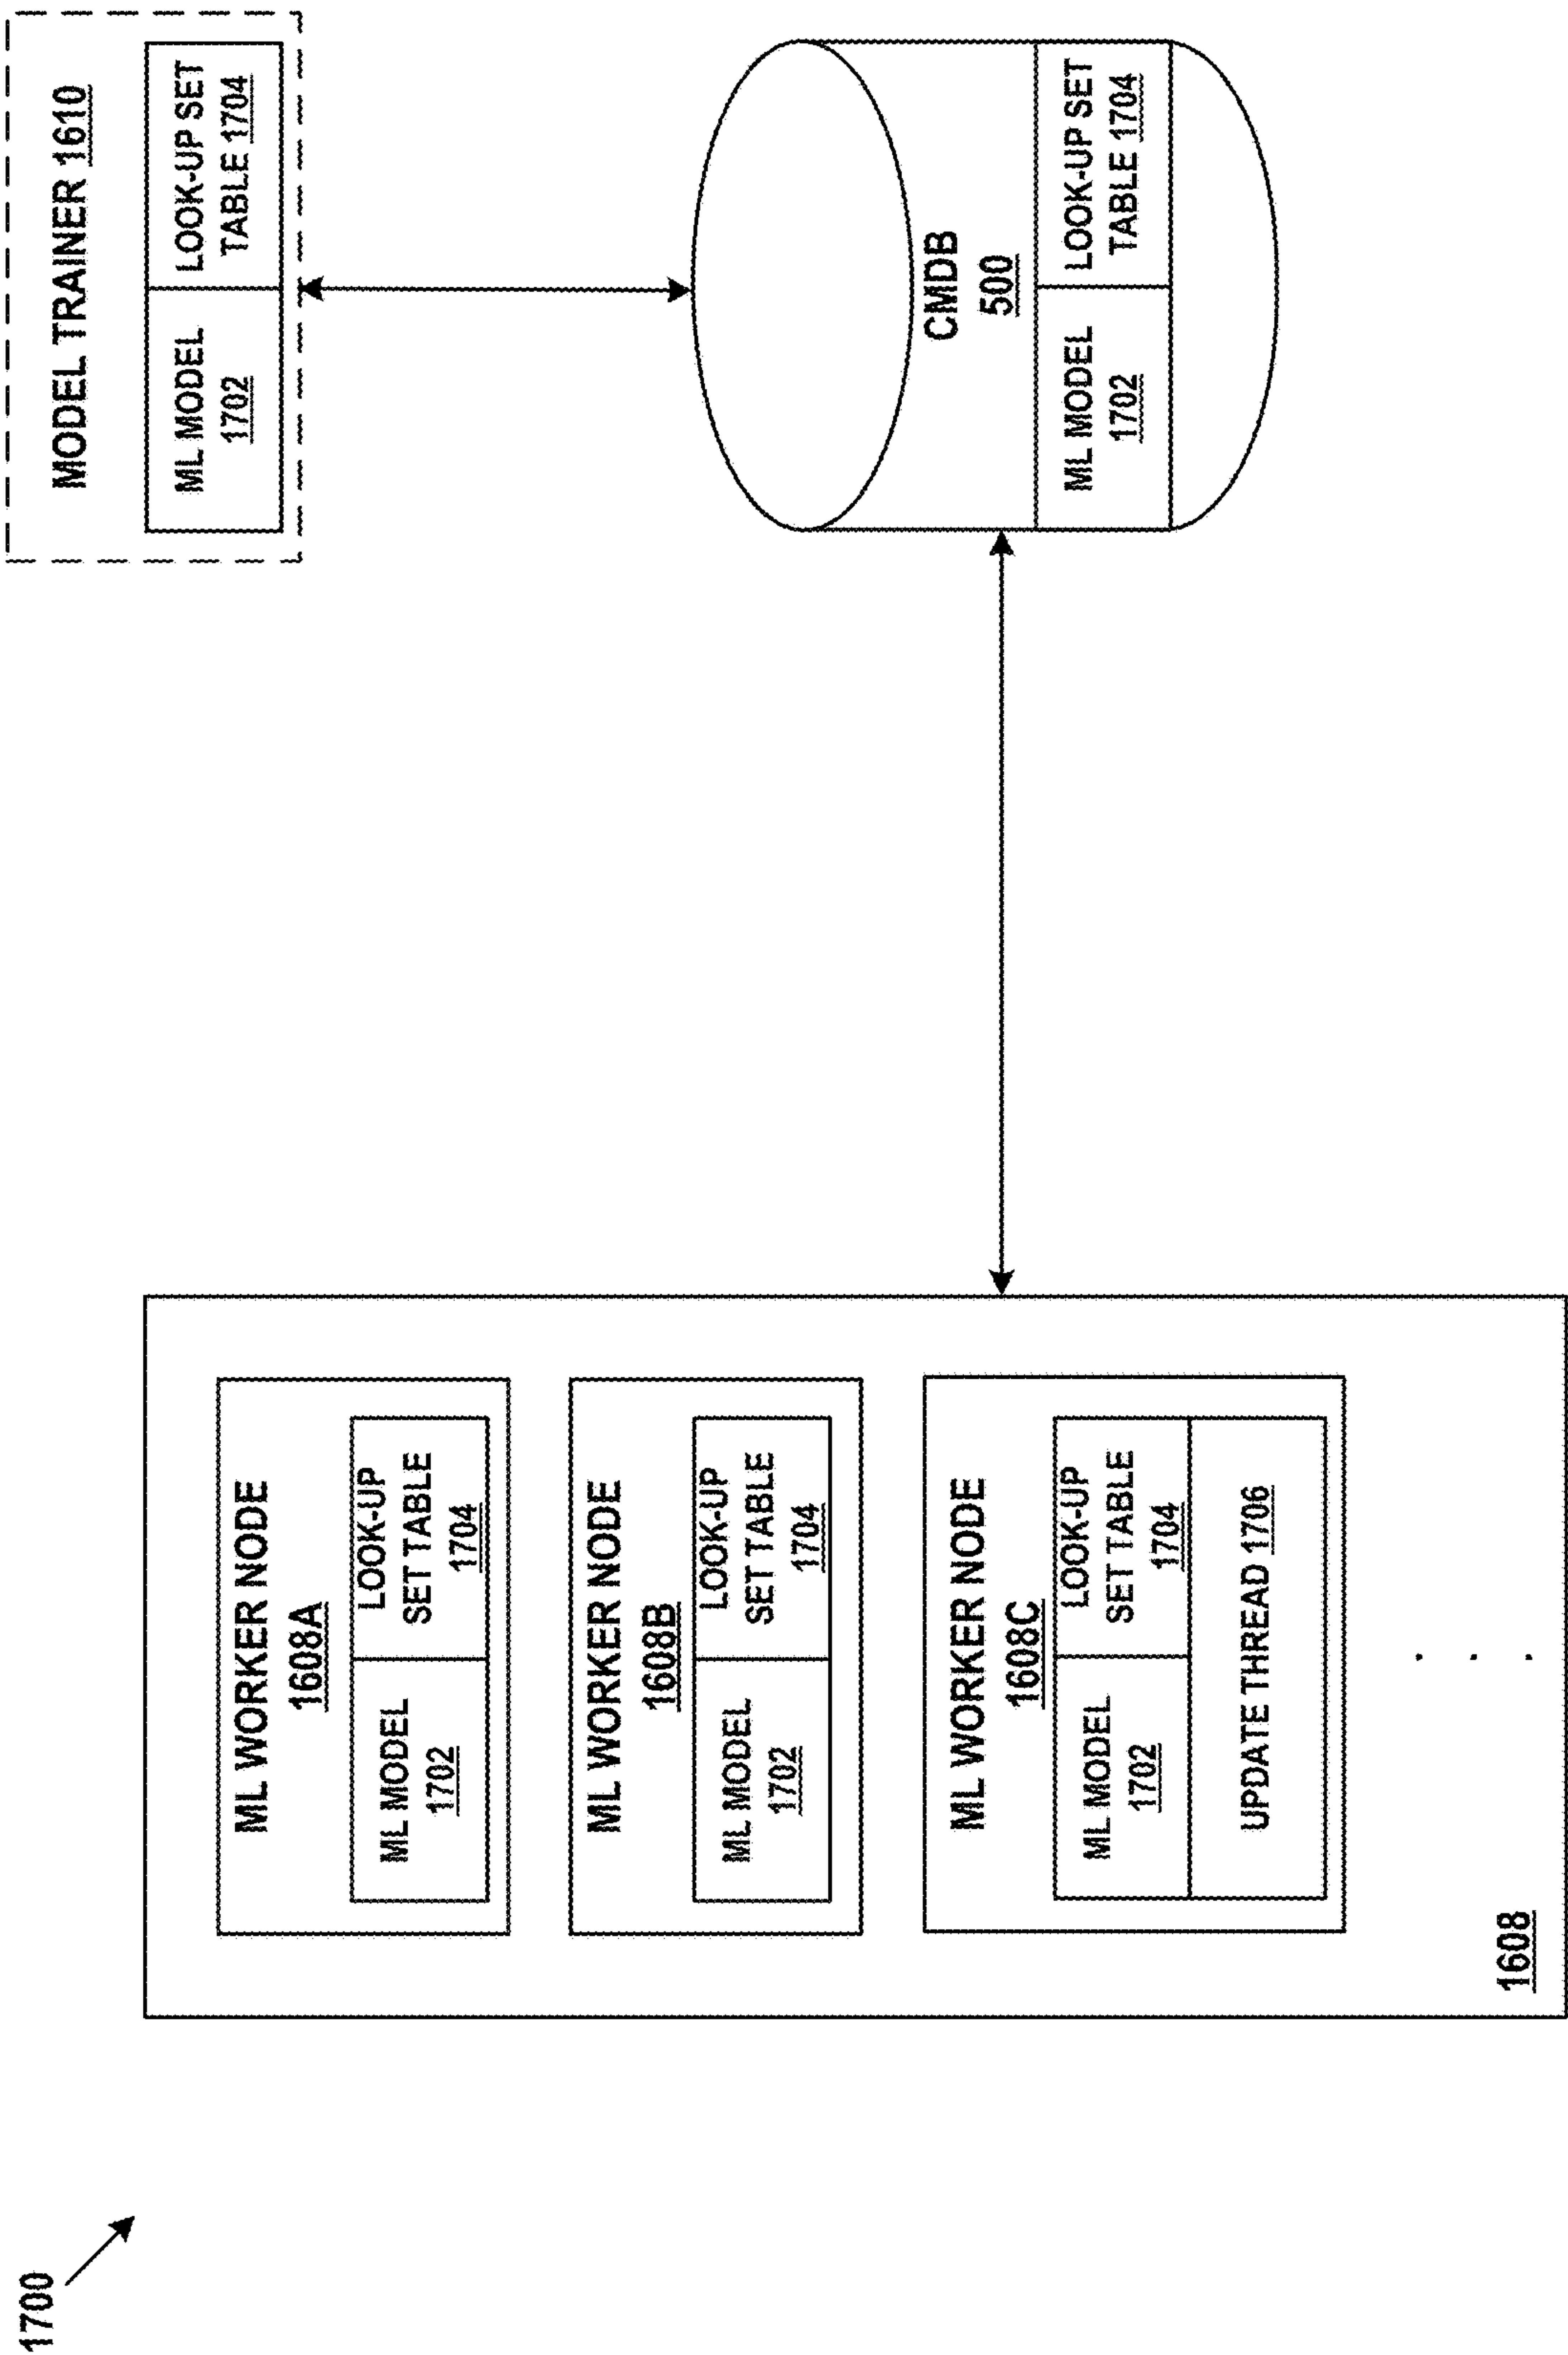 1700
ML WORKER NODE
1608A
ML MODEL
1702
LOOK-UP
SET TABLE
1704
ML WORKER NODE
1608B
ML MODEL
1702
LOOK-UP
SET TABLE
1704
ML WORKER NODE
1608C
ML MODEL
1702
LOOK-UP
SET TABLE
1704
UPDATE THREAD 1706
. . .
1608
MODEL TRAINER 1610
ML MODEL
1702
LOOK-UP SET
TABLE 1704
CMDB
500
ML MODEL
1702
LOOK-UP SET
TABLE 1704